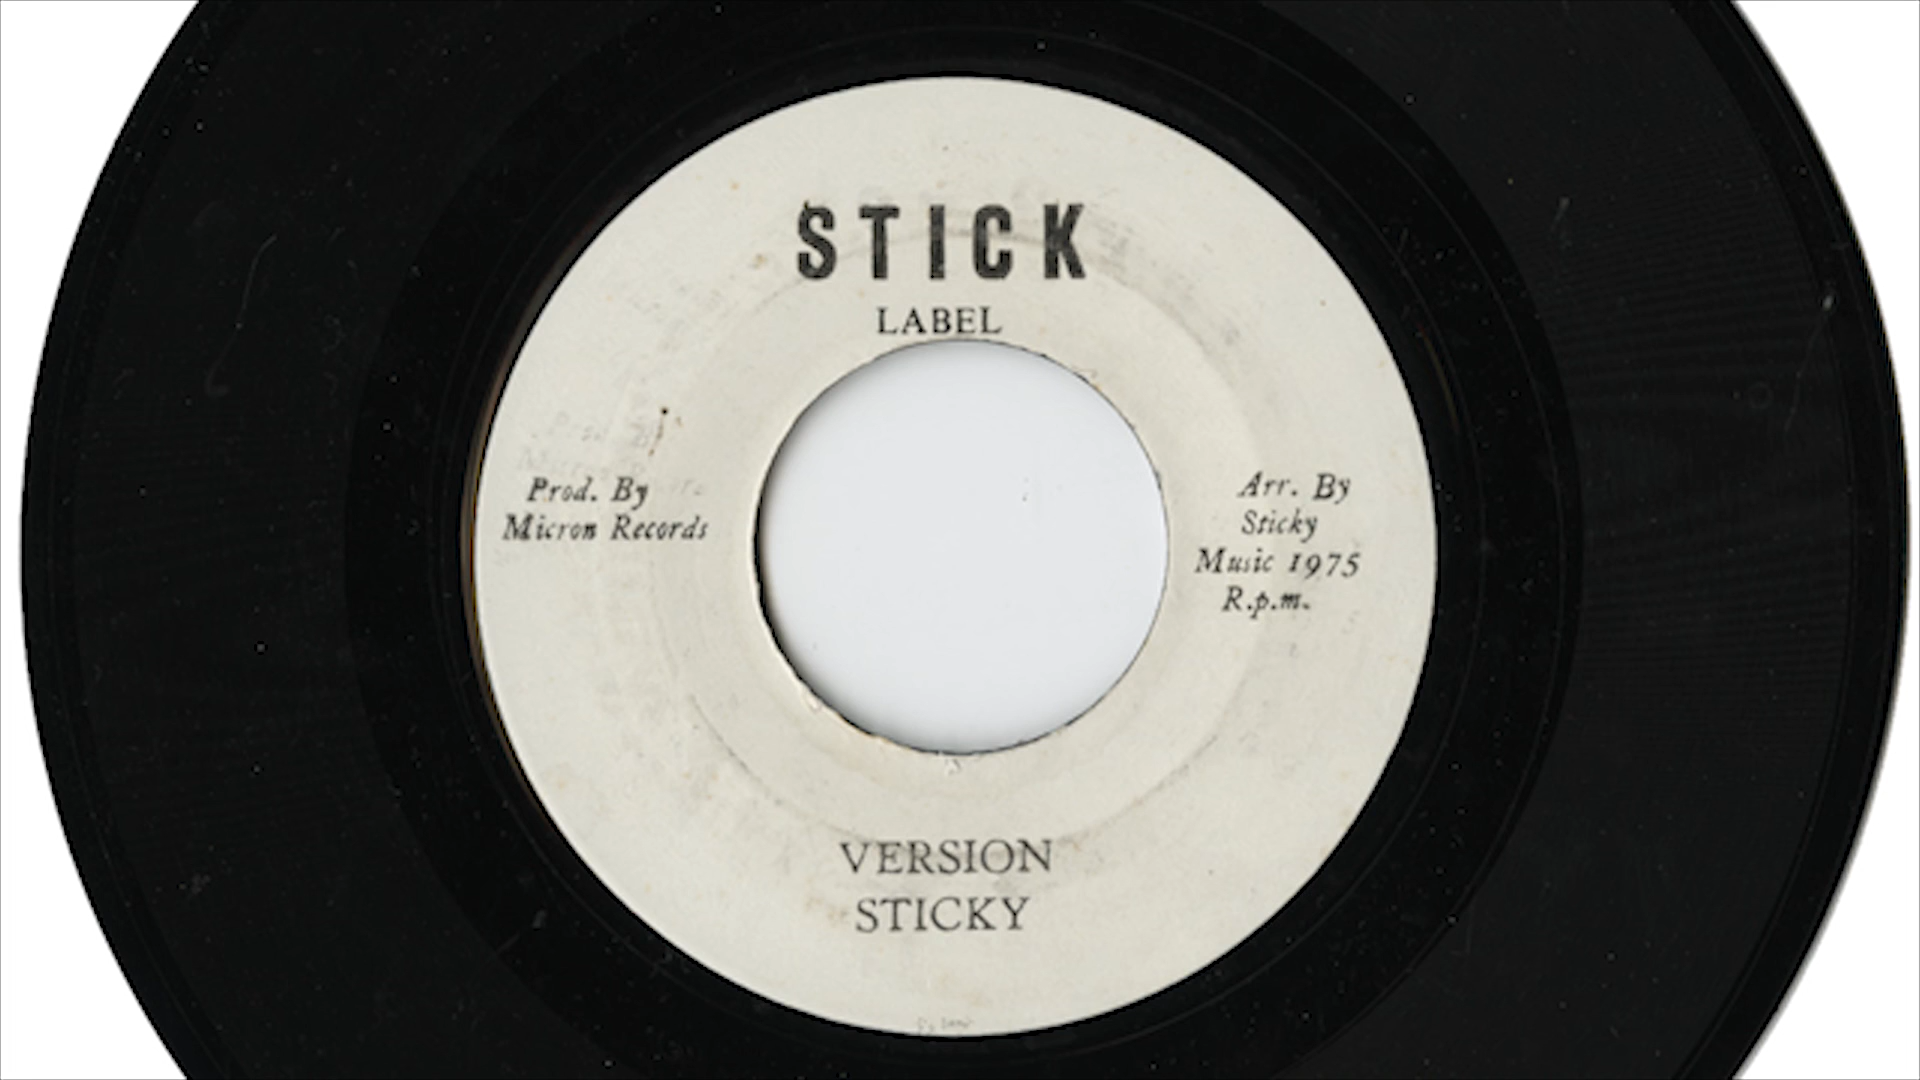 STICK
LABEL
Prod. By
Micron Records
Arr. By
Sticky
Music 1975
R.p.m.
VERSION
STICKY